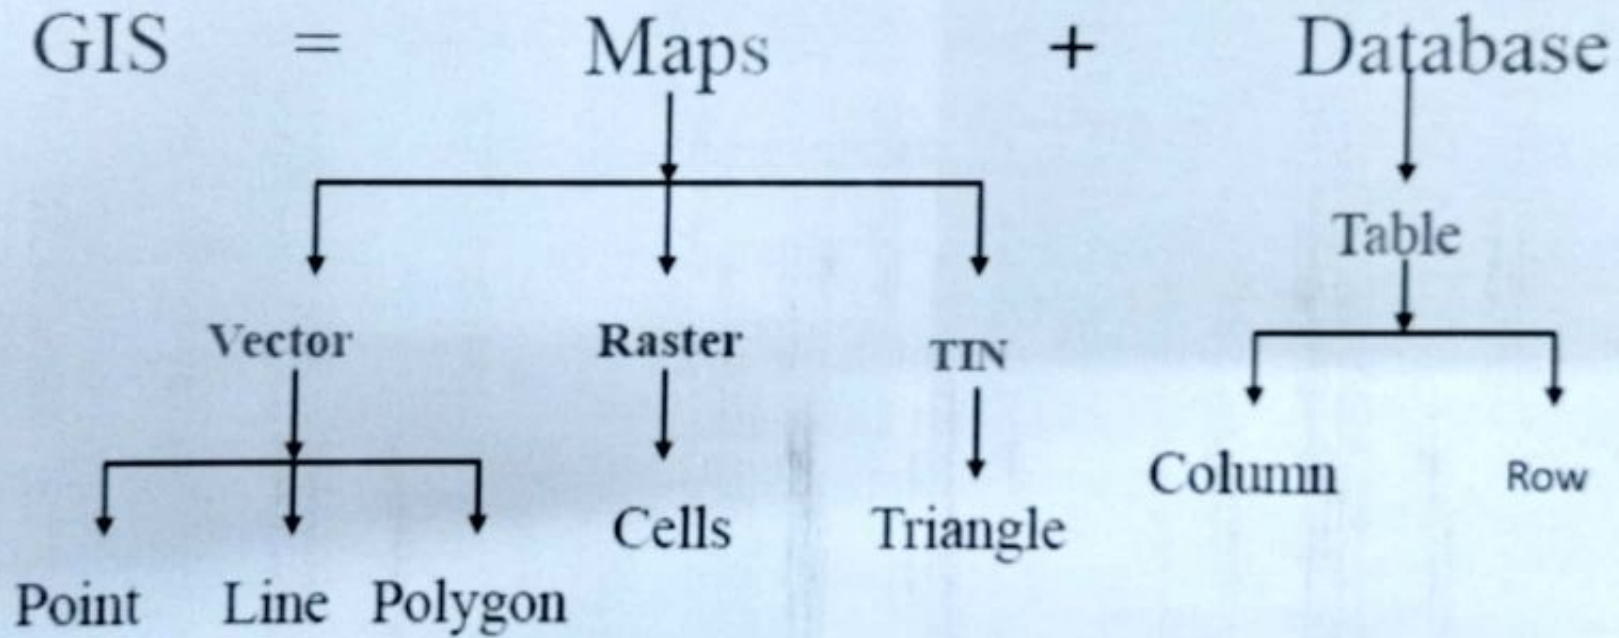 GIS = Maps + Database
Table
Vector Raster TIN
Column Row
Cells Triangle
Point Line Polygon